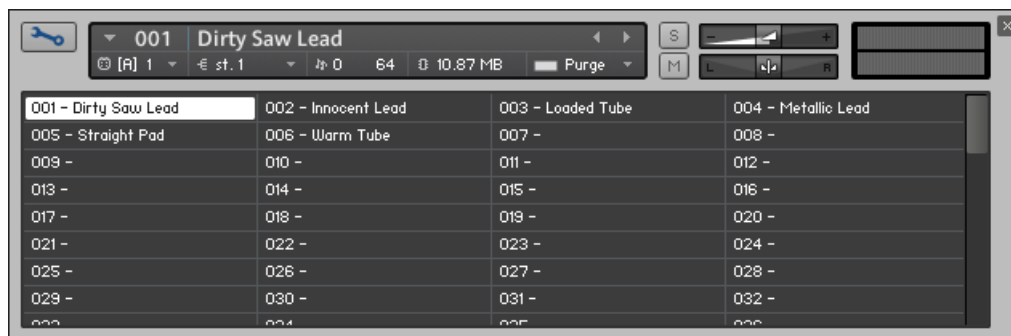 001 Dirty Saw Lead S - +
[A] 1 st. 1 0 64 10.87 MB Purge M L R
001 - Dirty Saw Lead 002 - Innocent Lead 003 - Loaded Tube 004 - Metallic Lead
005 - Straight Pad 006 - Warm Tube 007 - 008 -
009 - 010 - 011 - 012 -
013 - 014 - 015 - 016 -
017 - 018 - 019 - 020 -
021 - 022 - 023 - 024 -
025 - 026 - 027 - 028 -
029 - 030 - 031 - 032 -